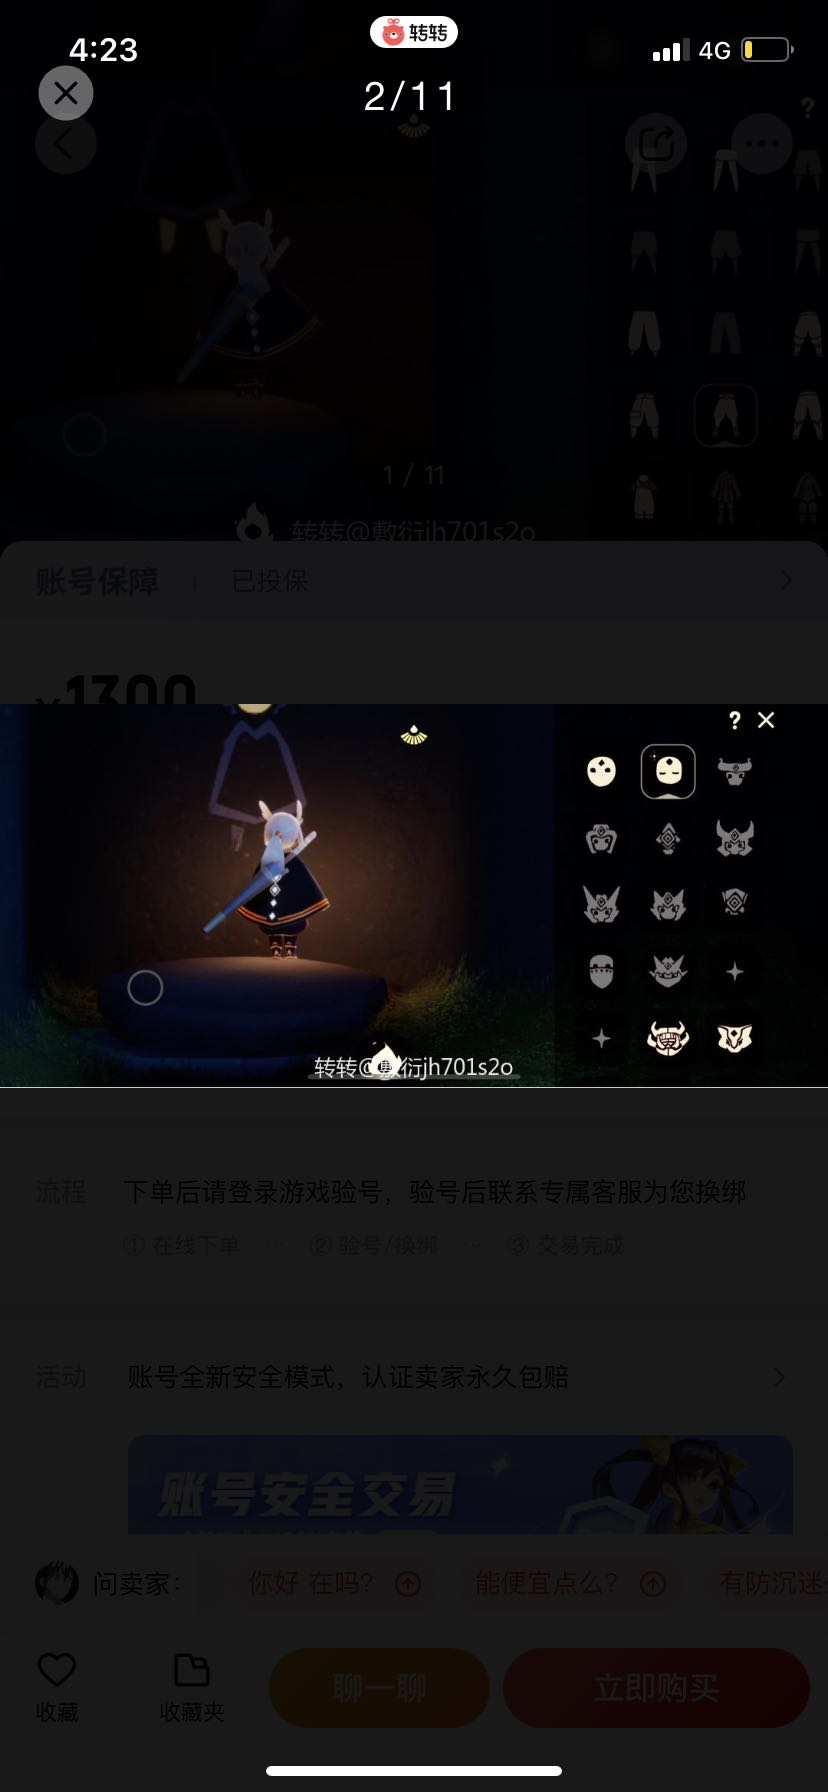 4:23
转转
4G
2/11
?
1 / 11
转转@敷衍jh701s2o
账号保障
已投保
¥1300
?
转转@敷衍jh701s2o
流程
下单后请登录游戏验号，验号后联系专属客服为您换绑
① 在线下单 ··· ② 验号/换绑 ··· ③ 交易完成
活动
账号全新安全模式，认证卖家永久包赔
账号安全交易
问卖家：
你好 在吗？
能便宜点么？
有防沉迷
收藏
收藏夹
聊一聊
立即购买